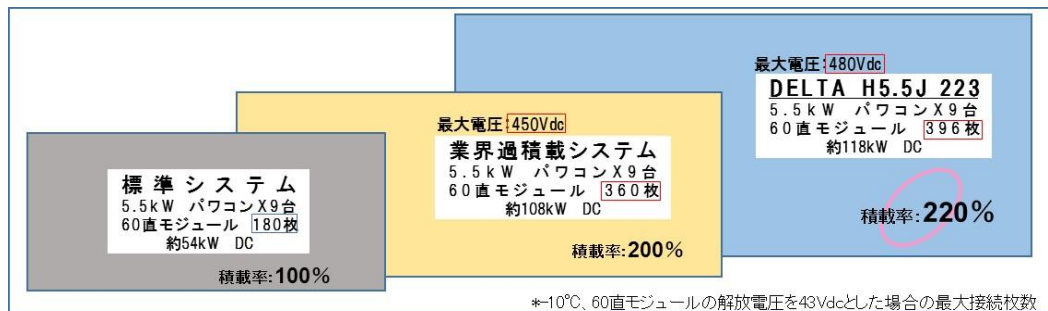 標準システム
5.5kW パワコンX9台
60直モジュール 180枚
約54kW DC
積載率:100%
最大電圧:450Vdc
業界過積載システム
5.5kW パワコンX9台
60直モジュール 360枚
約108kW DC
積載率:200%
最大電圧:480Vdc
DELTA H5.5J 223
5.5kW パワコンX9台
60直モジュール 396枚
約118kW DC
積載率:220%
*-10℃、60直モジュールの解放電圧を43Vdcとした場合の最大接続枚数